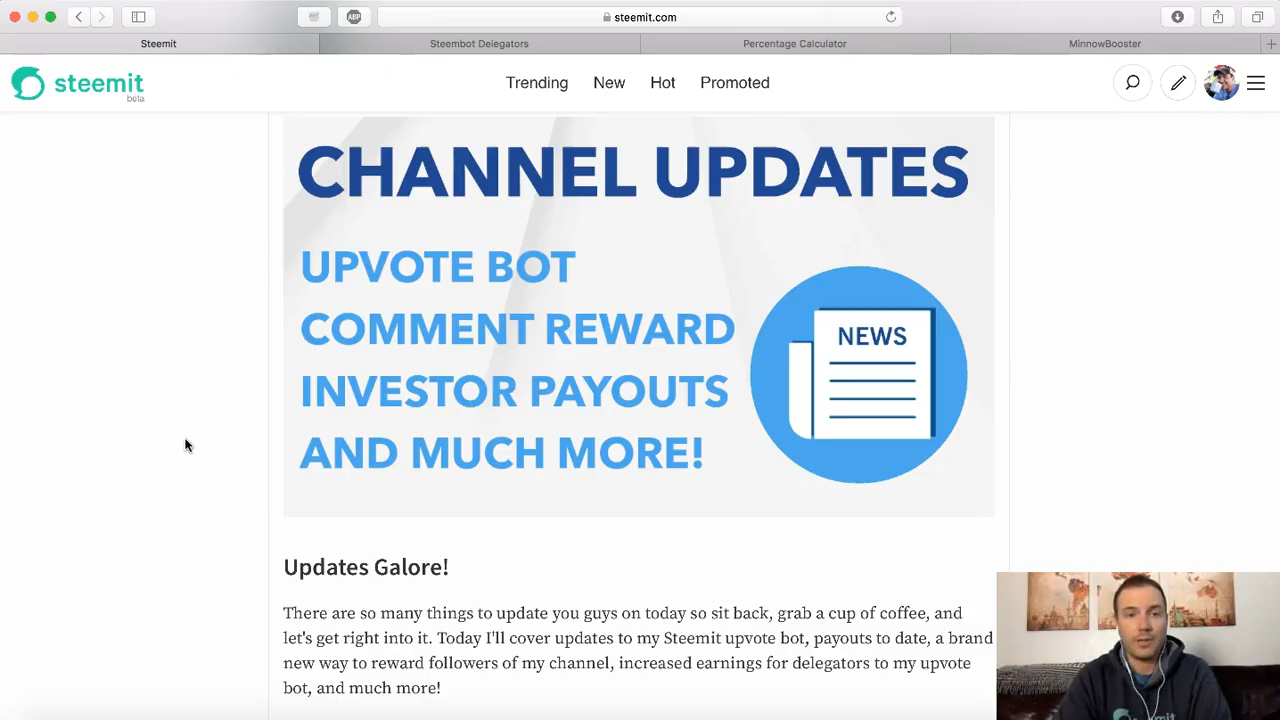 ABP
steemit.com
Steemit
Steembot Delegators
Percentage Calculator
MinnowBooster
steemit
beta
Trending
New
Hot
Promoted
CHANNEL UPDATES
UPVOTE BOT
COMMENT REWARD
INVESTOR PAYOUTS
AND MUCH MORE!
NEWS
Updates Galore!
There are so many things to update you guys on today so sit back, grab a cup of coffee, and
let's get right into it. Today I'll cover updates to my Steemit upvote bot, payouts to date, a brand
new way to reward followers of my channel, increased earnings for delegators to my upvote
bot, and much more!
steemit